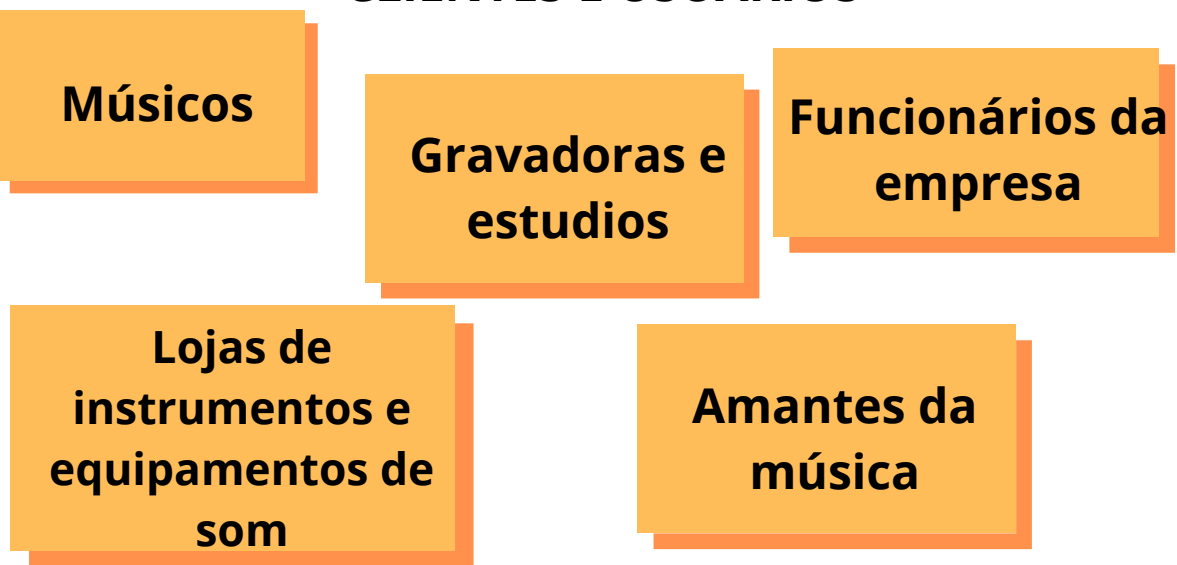 Músicos
Gravadoras e
estudios
Funcionários da
empresa
Lojas de
instrumentos e
equipamentos de
som
Amantes da
música